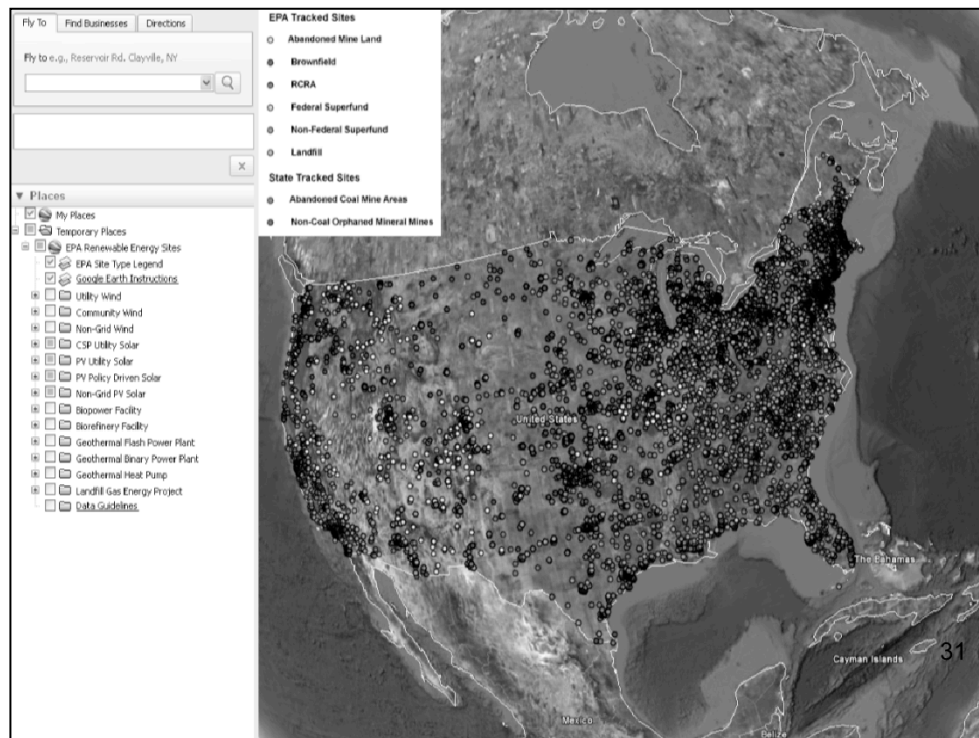 Fly To
Find Businesses
Directions
Fly to e.g., Reservoir Rd, Clayville, NY
x
Places
My Places
Temporary Places
EPA Renewable Energy Sites
EPA Site Type Legend
Google Earth Instructions
Utility Wind
Community Wind
Non-Grid Wind
CSP Utility Solar
PV Utility Solar
PV Policy Driven Solar
Non-Grid PV Solar
Biopower Facility
Biorefinery Facility
Geothermal Flash Power Plant
Geothermal Binary Power Plant
Geothermal Heat Pump
Landfill Gas Energy Project
Data Guidelines
EPA Tracked Sites
Abandoned Mine Land
Brownfield
RCRA
Federal Superfund
Non-Federal Superfund
Landfill
State Tracked Sites
Abandoned Coal Mine Areas
Non-Coal Orphaned Mineral Mines
United States
The Bahamas
Cayman Islands
31
Mexico
Belize